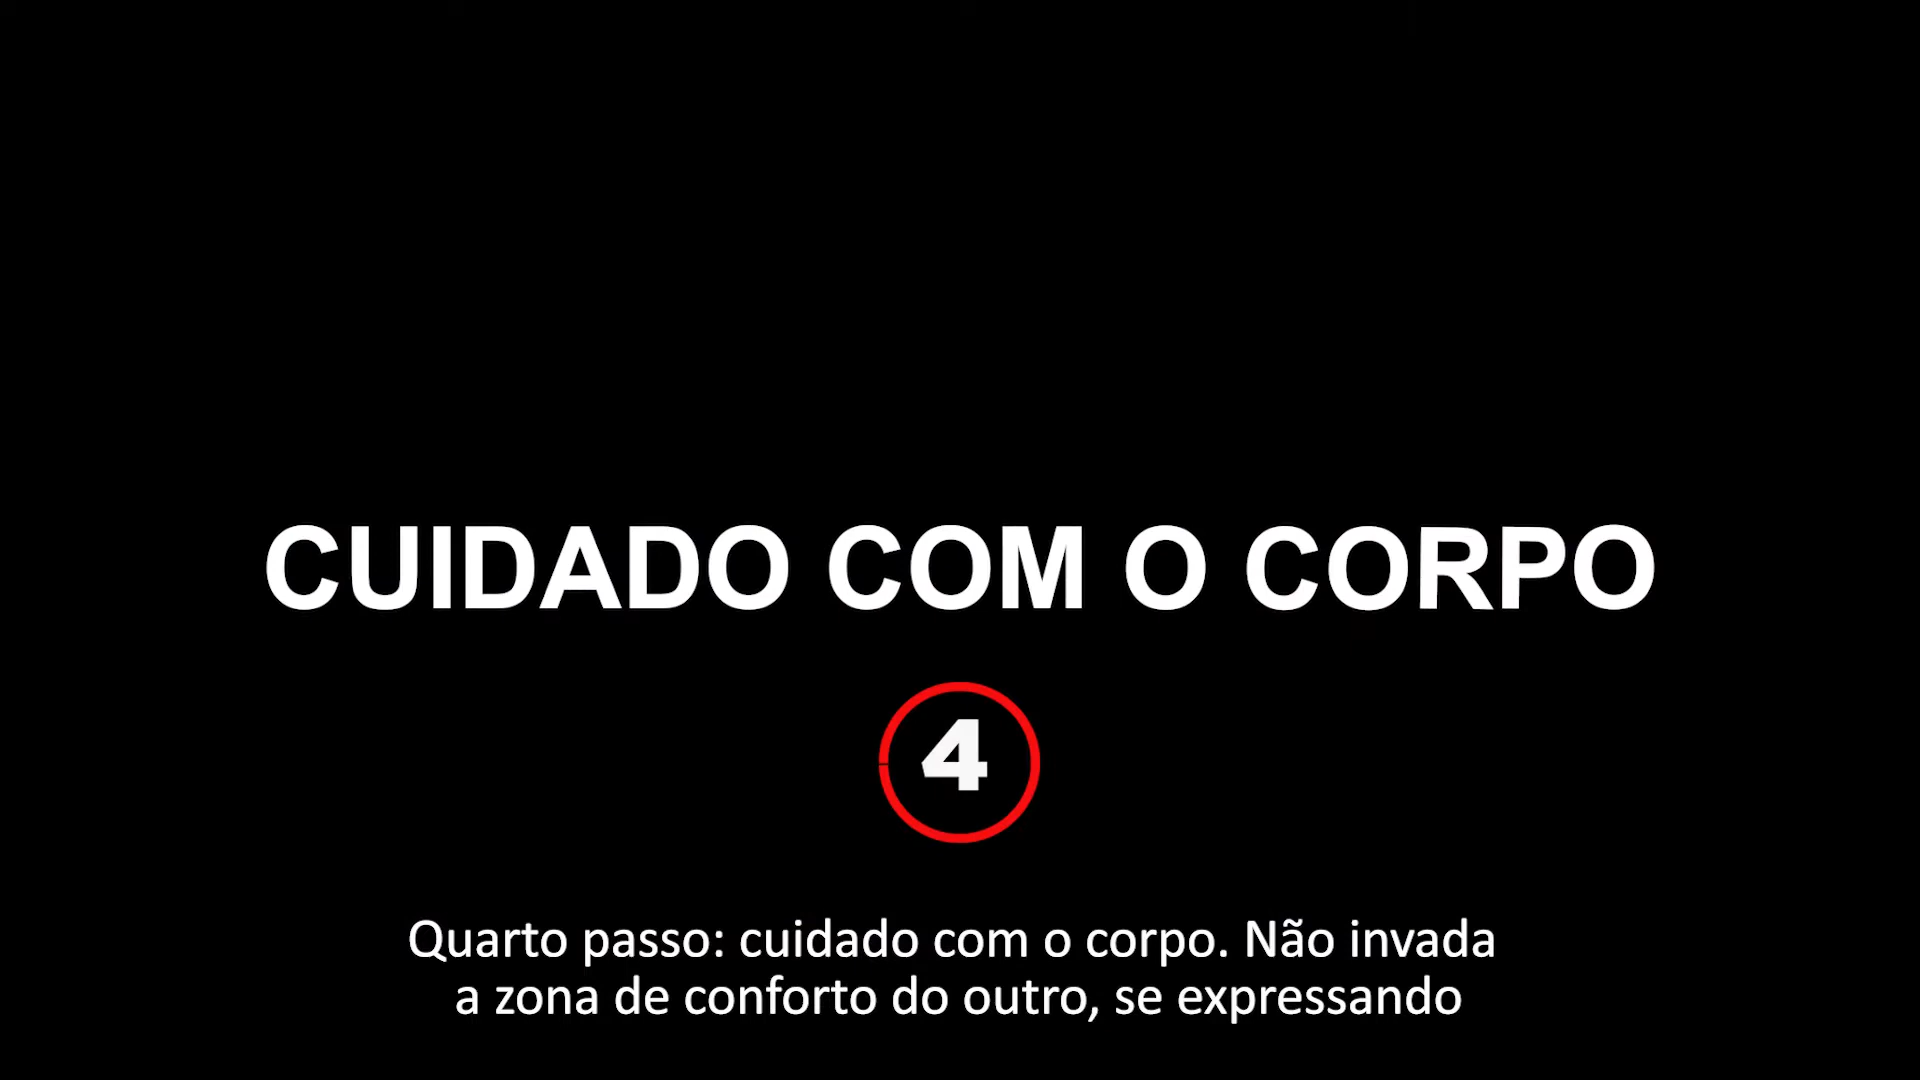 CUIDADO COM O CORPO
4
Quarto passo: cuidado com o corpo. Não invada
a zona de conforto do outro, se expressando